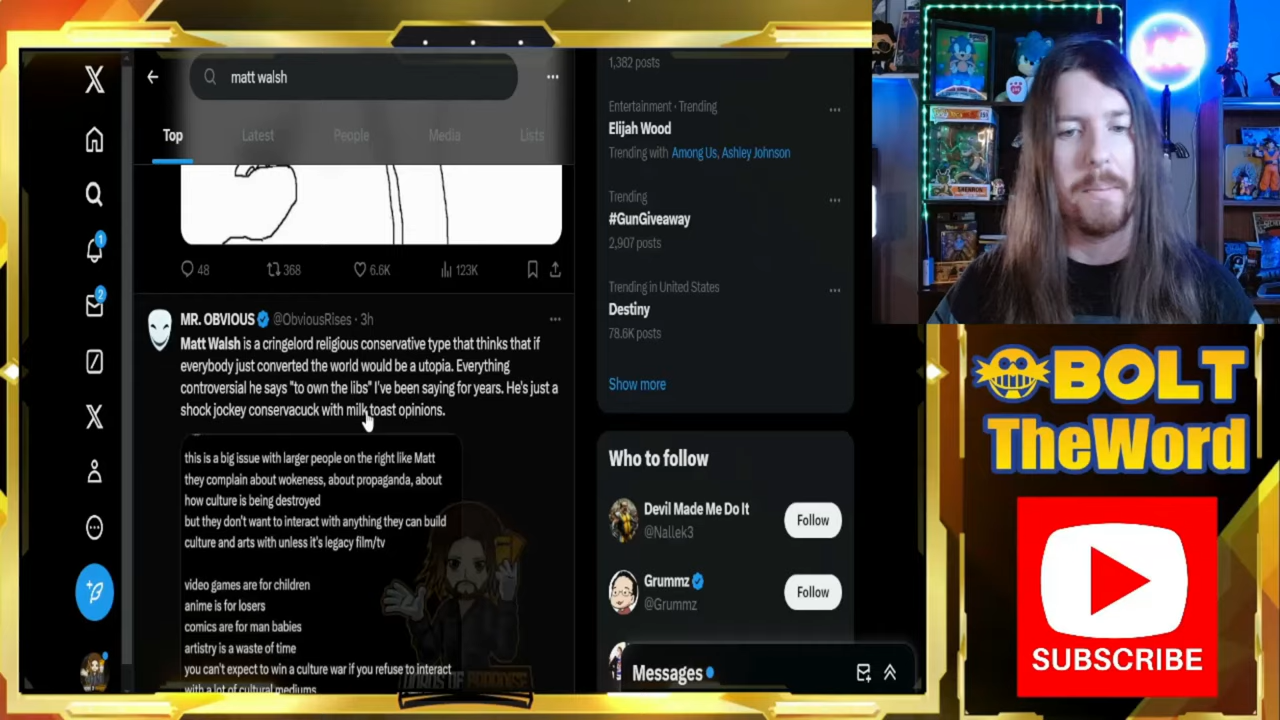 matt walsh
Top
Latest
People
Media
Lists
48
368
6.6K
123K
MR. OBVIOUS @ObviousRises · 3h
Matt Walsh is a cringelord religious conservative type that thinks that if
everybody just converted the world would be a utopia. Everything
controversial he says "to own the libs" I've been saying for years. He's just a
shock jockey conservacuck with milk toast opinions.
this is a big issue with larger people on the right like Matt
they complain about wokeness, about propaganda, about
how culture is being destroyed
but they don't want to interact with anything they can build
culture and arts with unless it's legacy film/tv
video games are for children
anime is for losers
comics are for man babies
artistry is a waste of time
you can't expect to win a culture war if you refuse to interact
with a lot of cultural mediums
1,382 posts
Entertainment · Trending
Elijah Wood
Trending with Among Us, Ashley Johnson
Trending
#GunGiveaway
2,907 posts
Trending in United States
Destiny
78.6K posts
Show more
Who to follow
Devil Made Me Do It
@Nallek3
Follow
Grummz
@Grummz
Follow
Messages
1
2
BOLT
TheWord
SUBSCRIBE